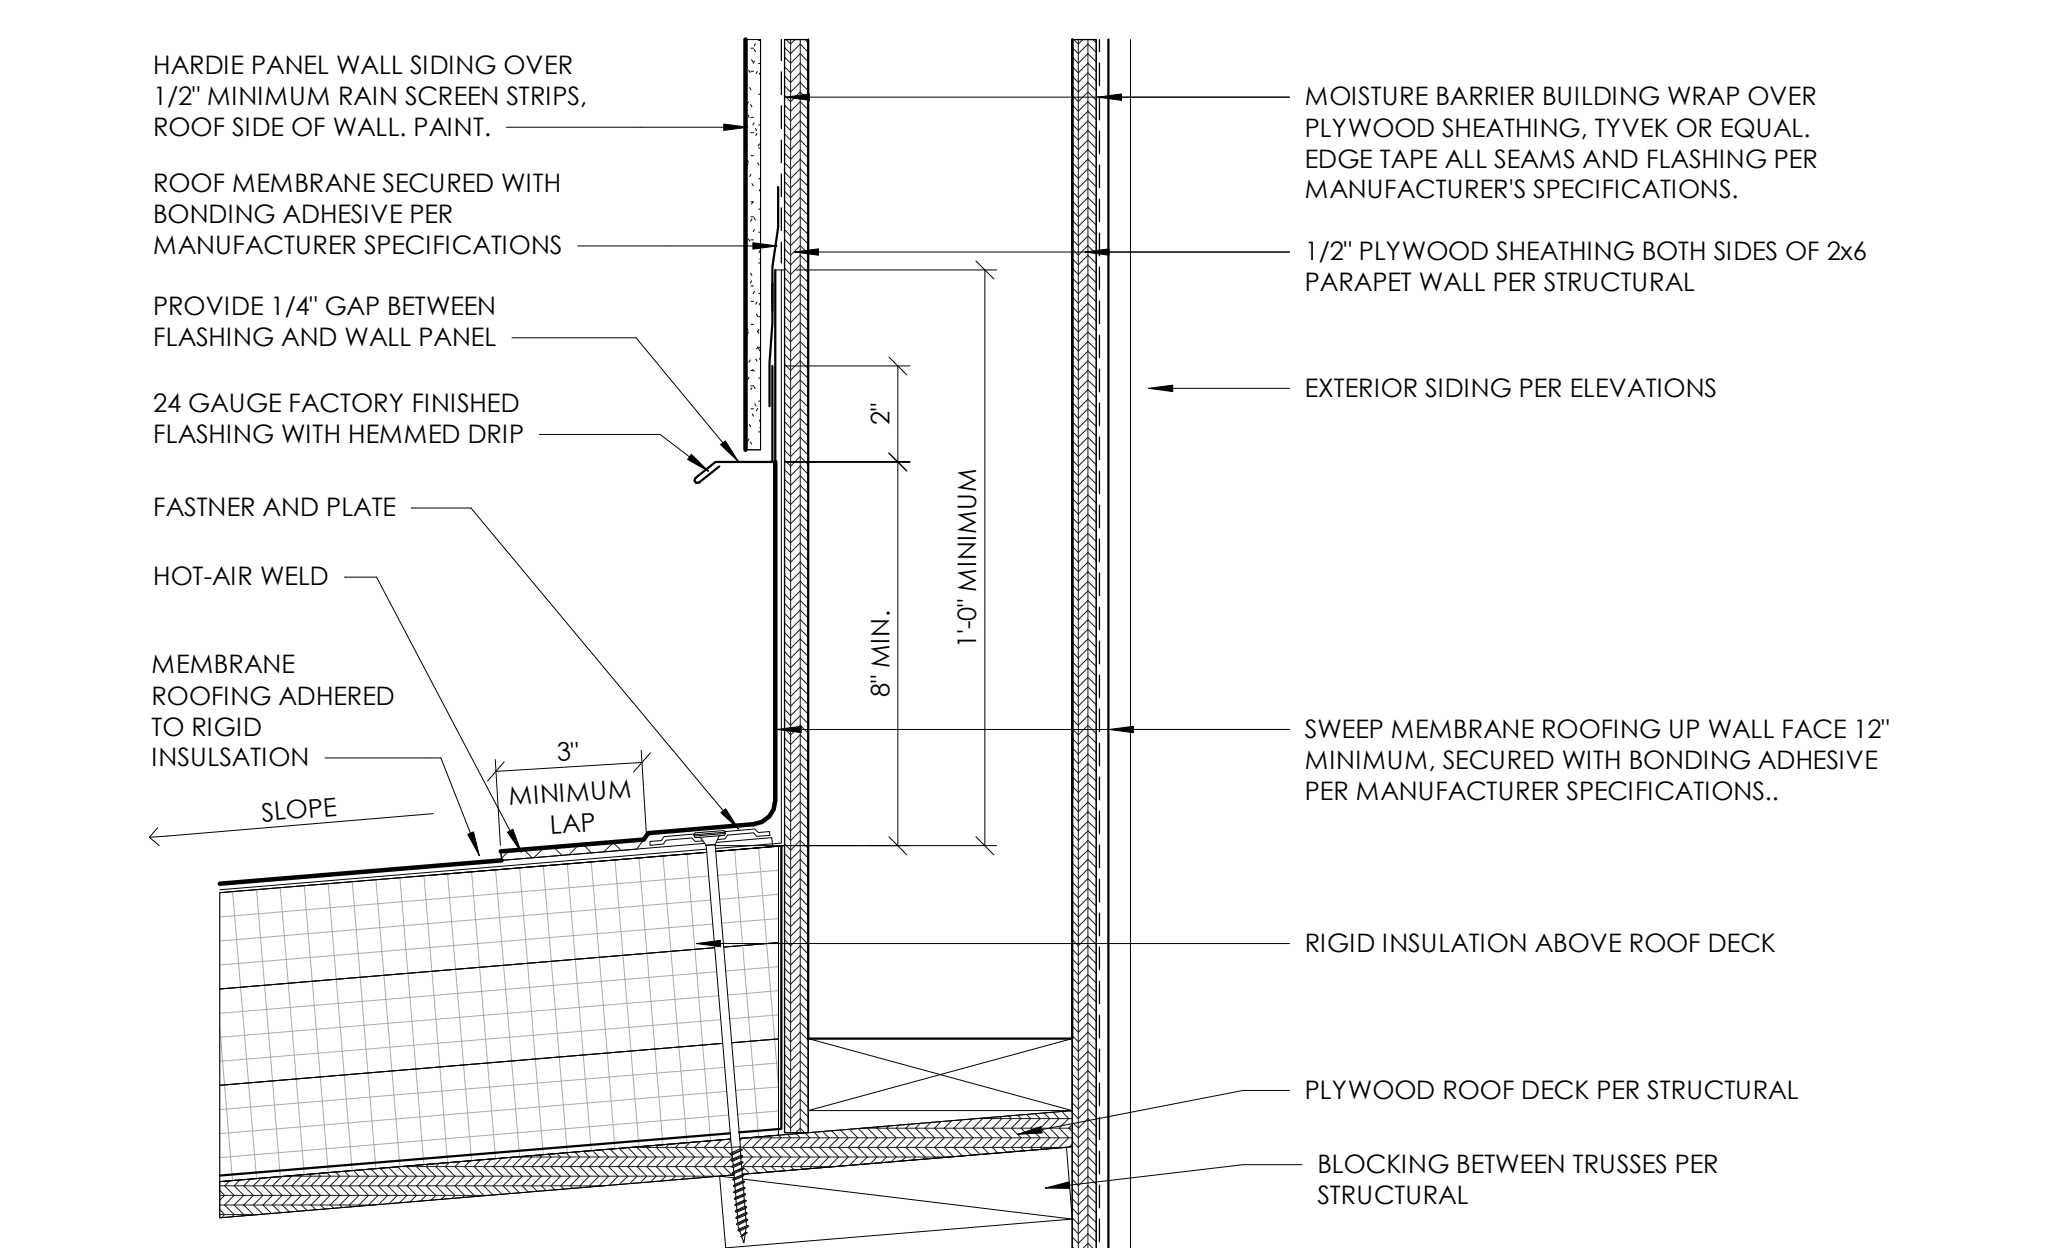 HARDIE PANEL WALL SIDING OVER
1/2" MINIMUM RAIN SCREEN STRIPS,
ROOF SIDE OF WALL. PAINT.
ROOF MEMBRANE SECURED WITH
BONDING ADHESIVE PER
MANUFACTURER SPECIFICATIONS
PROVIDE 1/4" GAP BETWEEN
FLASHING AND WALL PANEL
24 GAUGE FACTORY FINISHED
FLASHING WITH HEMMED DRIP
FASTNER AND PLATE
HOT-AIR WELD
MEMBRANE
ROOFING ADHERED
TO RIGID
INSULSATION
SLOPE
3"
MINIMUM
LAP
2"
8" MIN.
1'-0" MINIMUM
MOISTURE BARRIER BUILDING WRAP OVER
PLYWOOD SHEATHING, TYVEK OR EQUAL.
EDGE TAPE ALL SEAMS AND FLASHING PER
MANUFACTURER'S SPECIFICATIONS.
1/2" PLYWOOD SHEATHING BOTH SIDES OF 2x6
PARAPET WALL PER STRUCTURAL
EXTERIOR SIDING PER ELEVATIONS
SWEEP MEMBRANE ROOFING UP WALL FACE 12"
MINIMUM, SECURED WITH BONDING ADHESIVE
PER MANUFACTURER SPECIFICATIONS..
RIGID INSULATION ABOVE ROOF DECK
PLYWOOD ROOF DECK PER STRUCTURAL
BLOCKING BETWEEN TRUSSES PER
STRUCTURAL